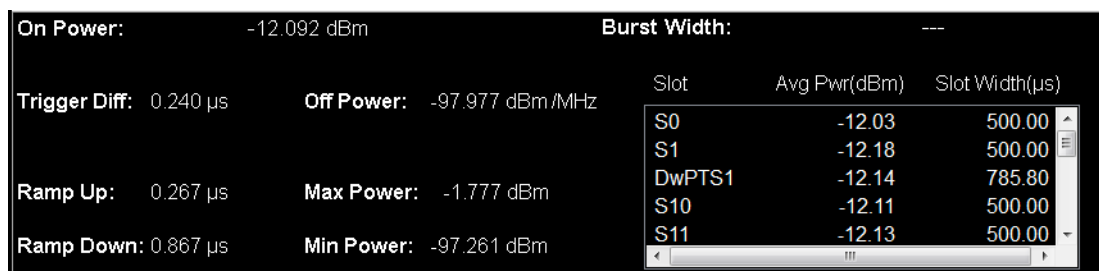 On Power: -12.092 dBm Burst Width: ---
Slot Avg Pwr(dBm) Slot Width(µs)
Trigger Diff: 0.240 µs Off Power: -97.977 dBm/MHz
S0 -12.03 500.00
S1 -12.18 500.00
DwPTS1 -12.14 785.80
Ramp Up: 0.267 µs Max Power: -1.777 dBm
S10 -12.11 500.00
S11 -12.13 500.00
Ramp Down: 0.867 µs Min Power: -97.261 dBm